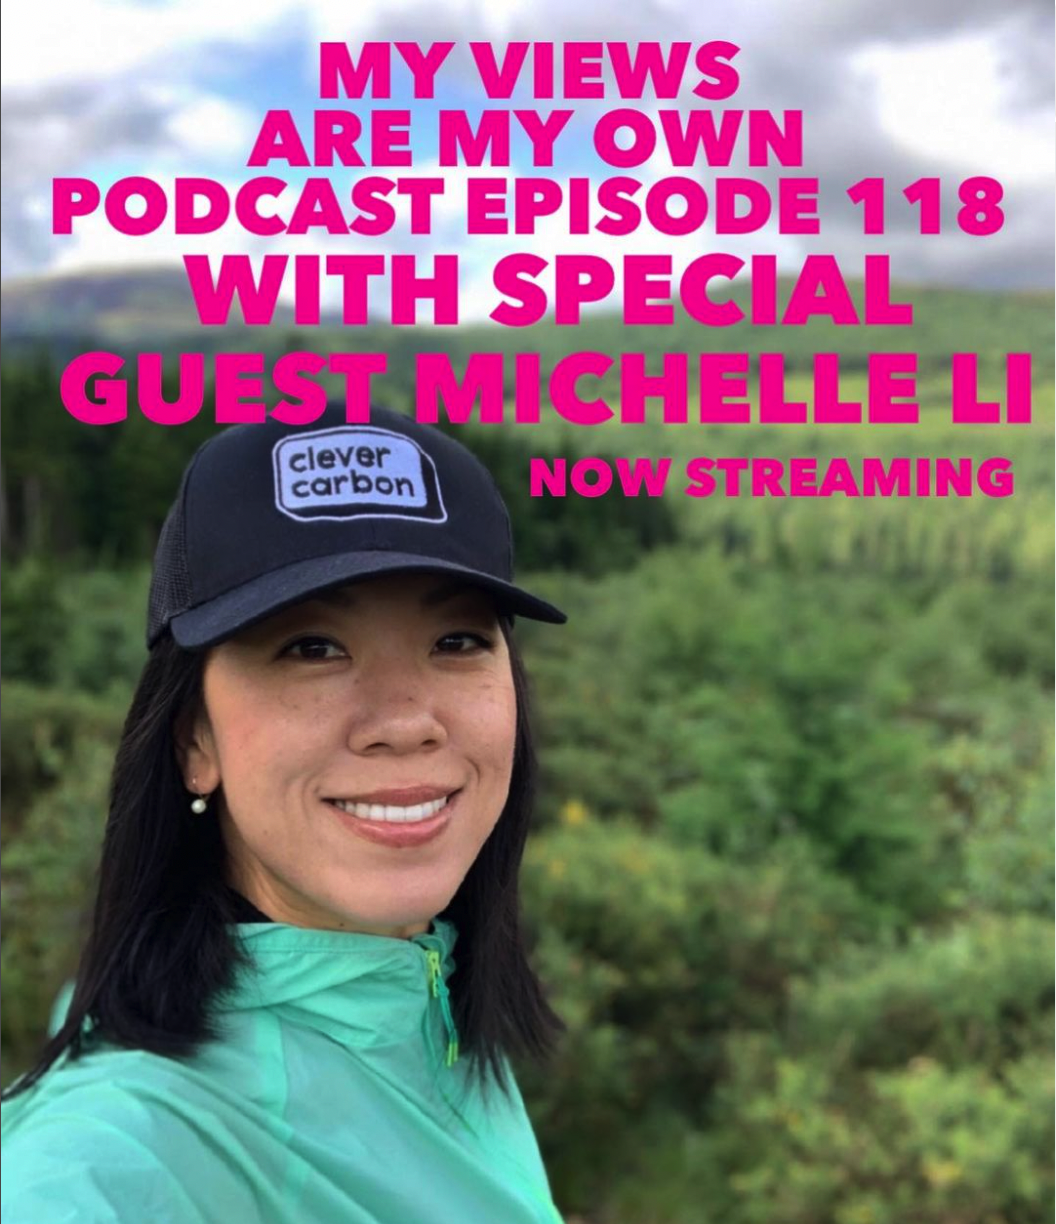 MY VIEWS
ARE MY OWN
PODCAST EPISODE 118
WITH SPECIAL
GUEST MICHELLE LI
NOW STREAMING
clever
carbon